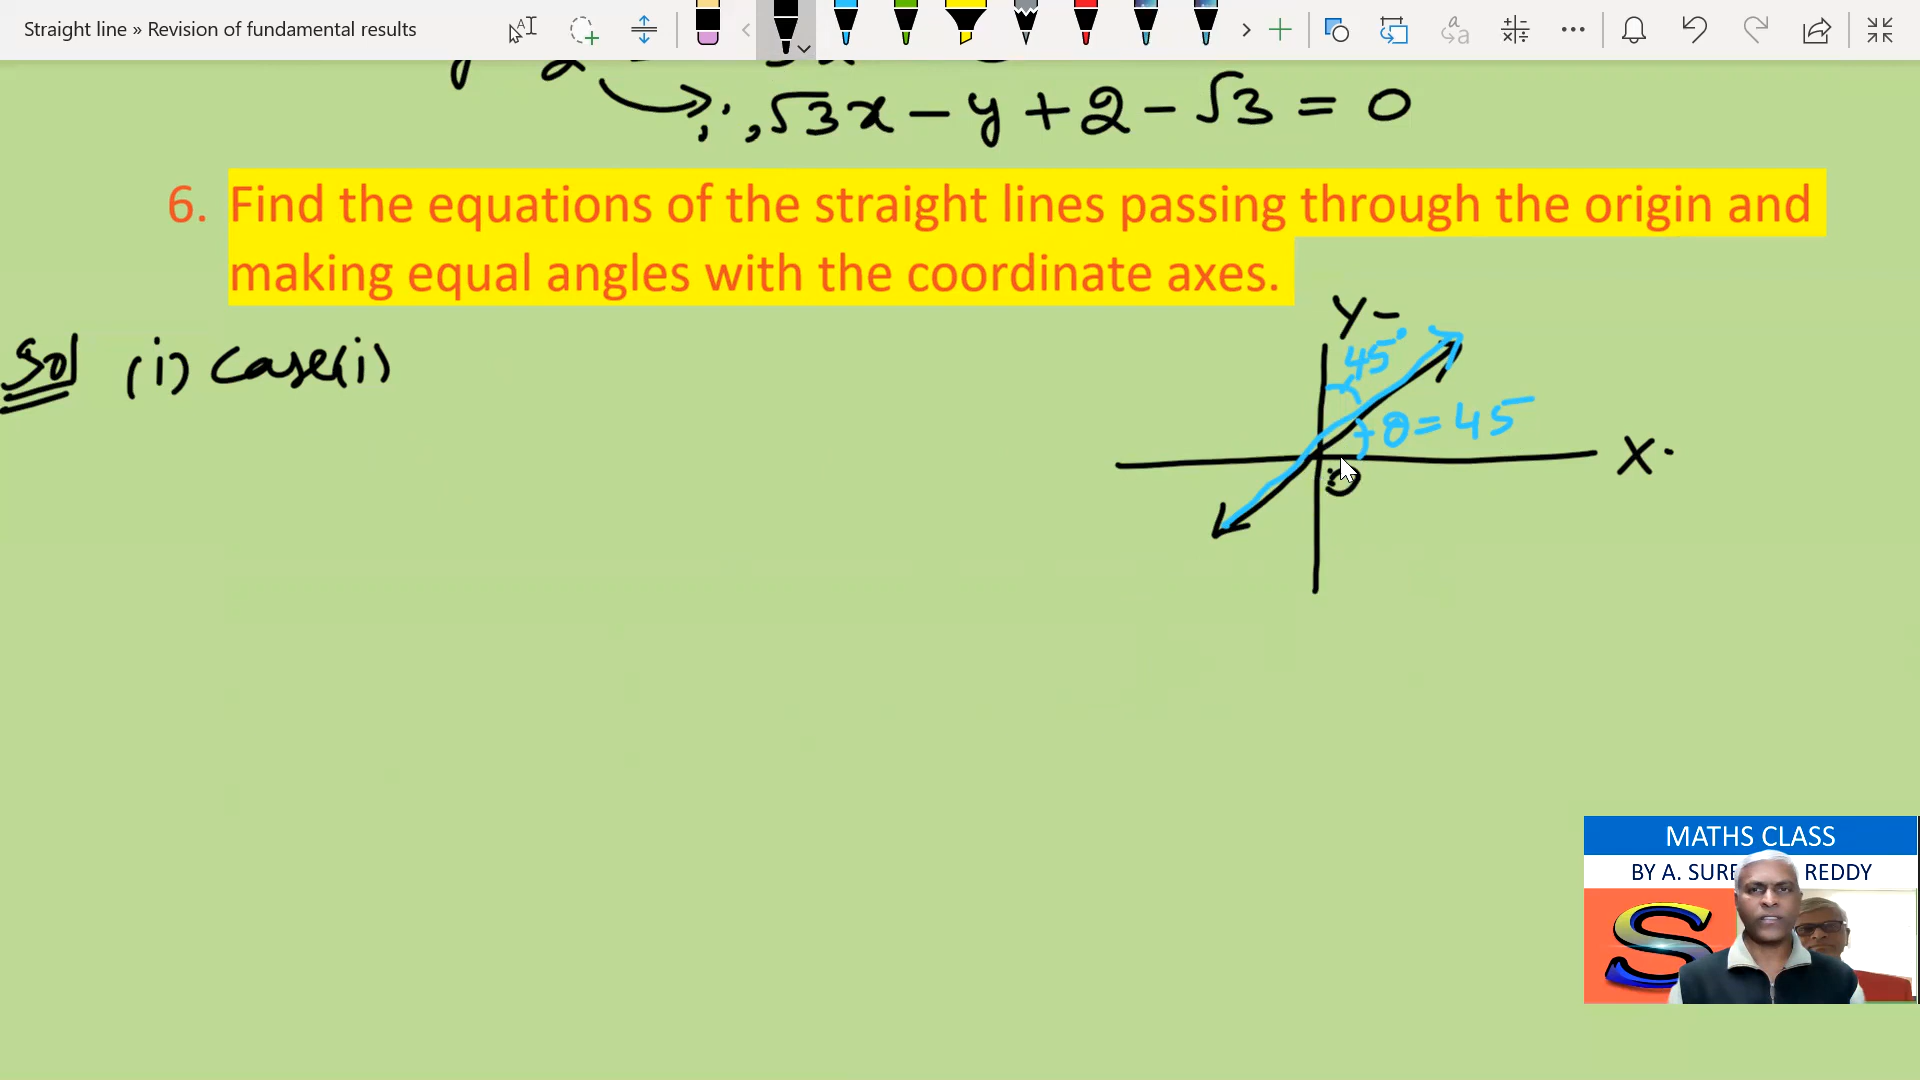 Straight line » Revision of fundamental results
∴, √3x - y + 2 - √3 = 0
6. Find the equations of the straight lines passing through the origin and
making equal angles with the coordinate axes.
Sol (i) case(i)
Y
45°
θ = 45
X
O
MATHS CLASS
BY A. SURE REDDY
S